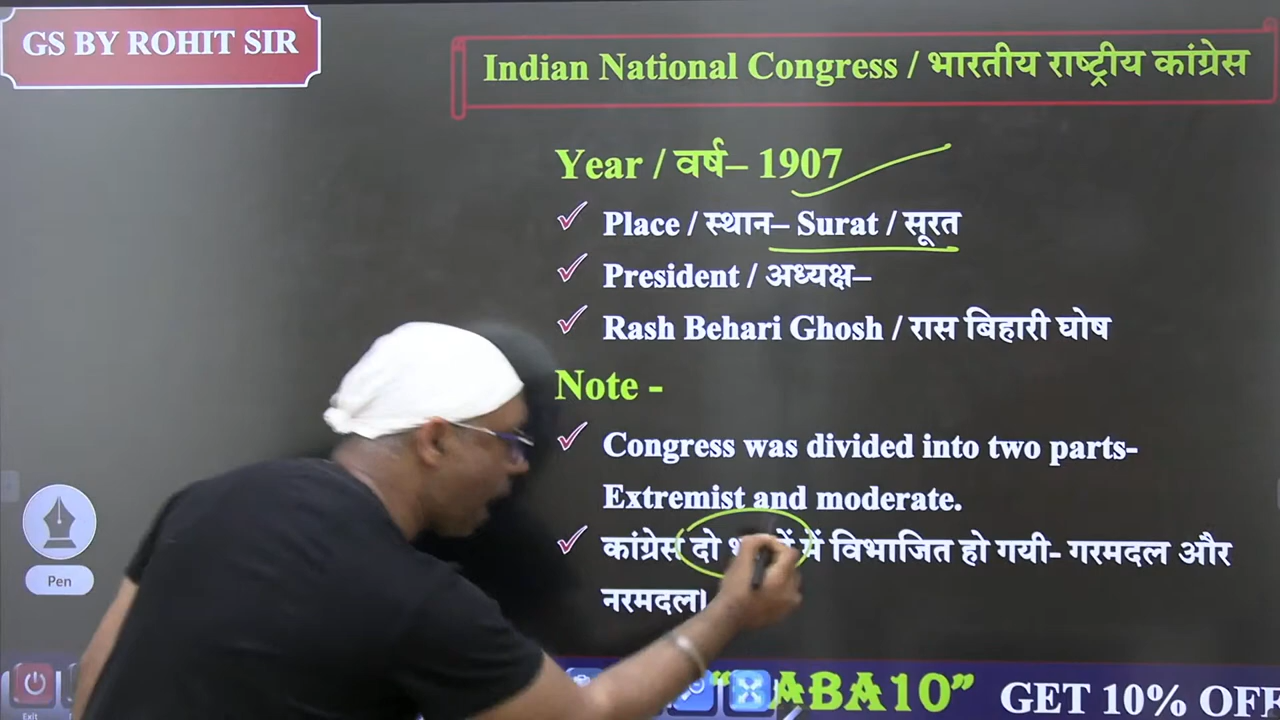 GS BY ROHIT SIR
Indian National Congress / भारतीय राष्ट्रीय कांग्रेस
Year / वर्ष– 1907
Place / स्थान– Surat / सूरत
President / अध्यक्ष–
Rash Behari Ghosh / रास बिहारी घोष
Note -
Congress was divided into two parts-
Extremist and moderate.
कांग्रेस दो में विभाजित हो गयी- गरमदल और
नरमदल।
Pen
Exit
ABA10” GET 10% OFF